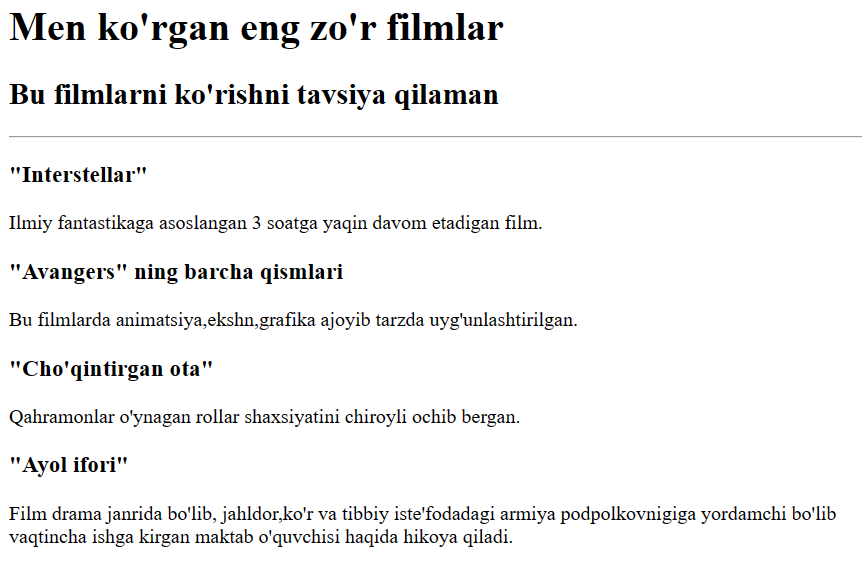 Men ko'rgan eng zo'r filmlar
Bu filmlarni ko'rishni tavsiya qilaman
"Interstellar"
Ilmiy fantastikaga asoslangan 3 soatga yaqin davom etadigan film.
"Avangers" ning barcha qismlari
Bu filmlarda animatsiya,ekshn,grafika ajoyib tarzda uyg'unlashtirilgan.
"Cho'qintirgan ota"
Qahramonlar o'ynagan rollar shaxsiyatini chiroyli ochib bergan.
"Ayol ifori"
Film drama janrida bo'lib, jahldor,ko'r va tibbiy iste'fodadagi armiya podpolkovnigiga yordamchi bo'lib
vaqtincha ishga kirgan maktab o'quvchisi haqida hikoya qiladi.